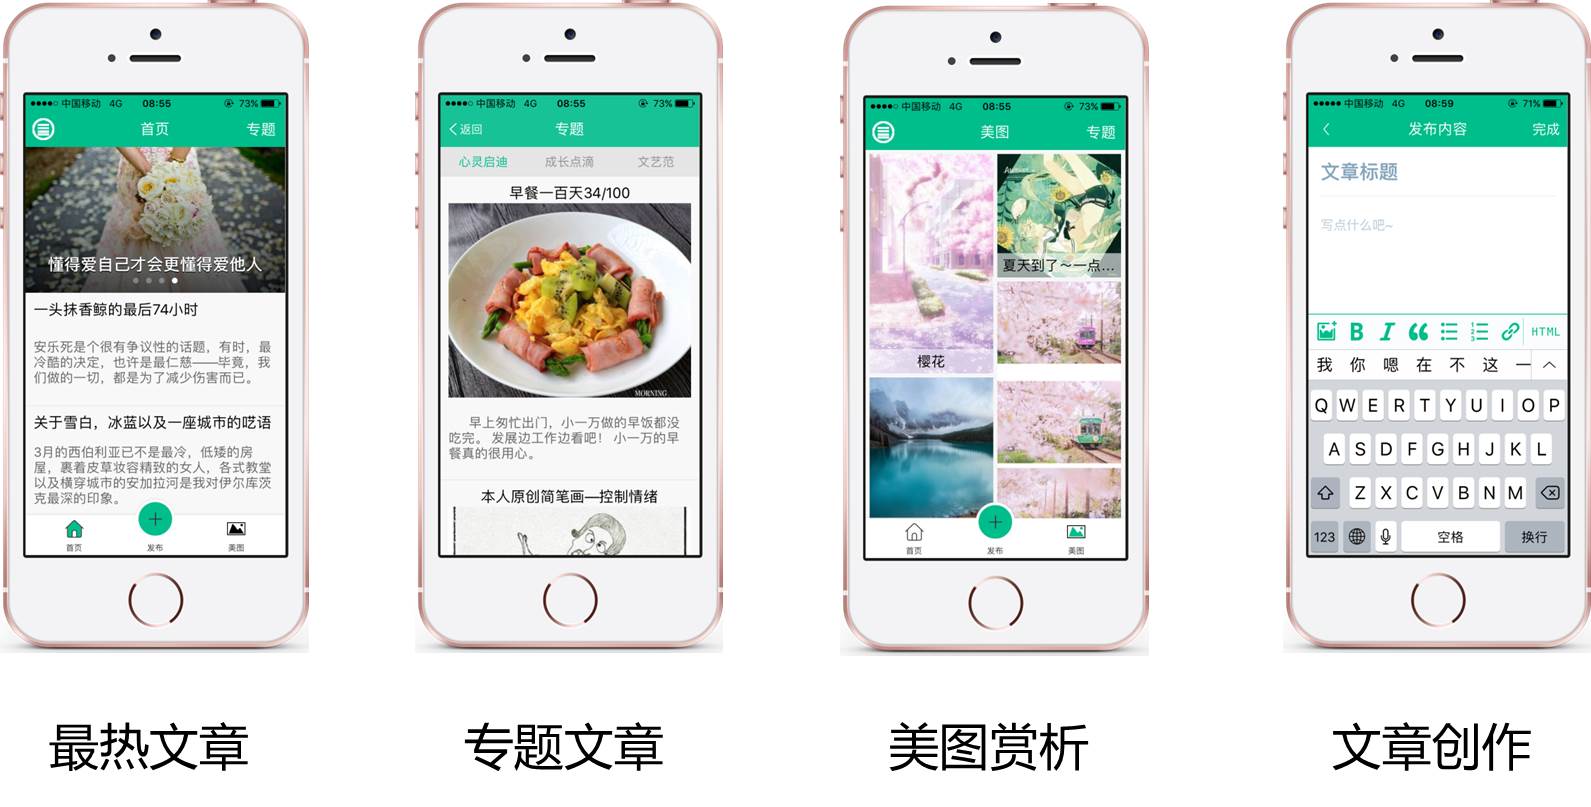 中国移动 4G 08:55 73%
首页 专题
懂得爱自己才会更懂得爱他人
一头抹香鲸的最后74小时
安乐死是个很有争议性的话题，有时，最
冷酷的决定，也许是最仁慈——毕竟，我
们做的一切，都是为了减少伤害而已。
关于雪白，冰蓝以及一座城市的呓语
3月的西伯利亚已不是最冷，低矮的房
屋，裹着皮草妆容精致的女人，各式教堂
以及横穿城市的安加拉河是我对伊尔库茨
克最深的印象。
首页 发布 美图
最热文章
中国移动 4G 08:55 73%
返回 专题
心灵启迪 成长点滴 文艺范
早餐一百天34/100
MORNING
早上匆忙出门，小一万做的早饭都没
吃完。发展边工作边看吧！小一万的早
餐真的很用心。
本人原创简笔画—控制情绪
专题文章
中国移动 4G 08:55 73%
美图 专题
夏天到了～一点...
樱花
首页 发布 美图
美图赏析
中国移动 4G 08:59 71%
发布内容 完成
文章标题
写点什么吧~
B I HTML
我 你 嗯 在 不 这 一
Q W E R T Y U I O P
A S D F G H J K L
Z X C V B N M
123 空格 换行
文章创作